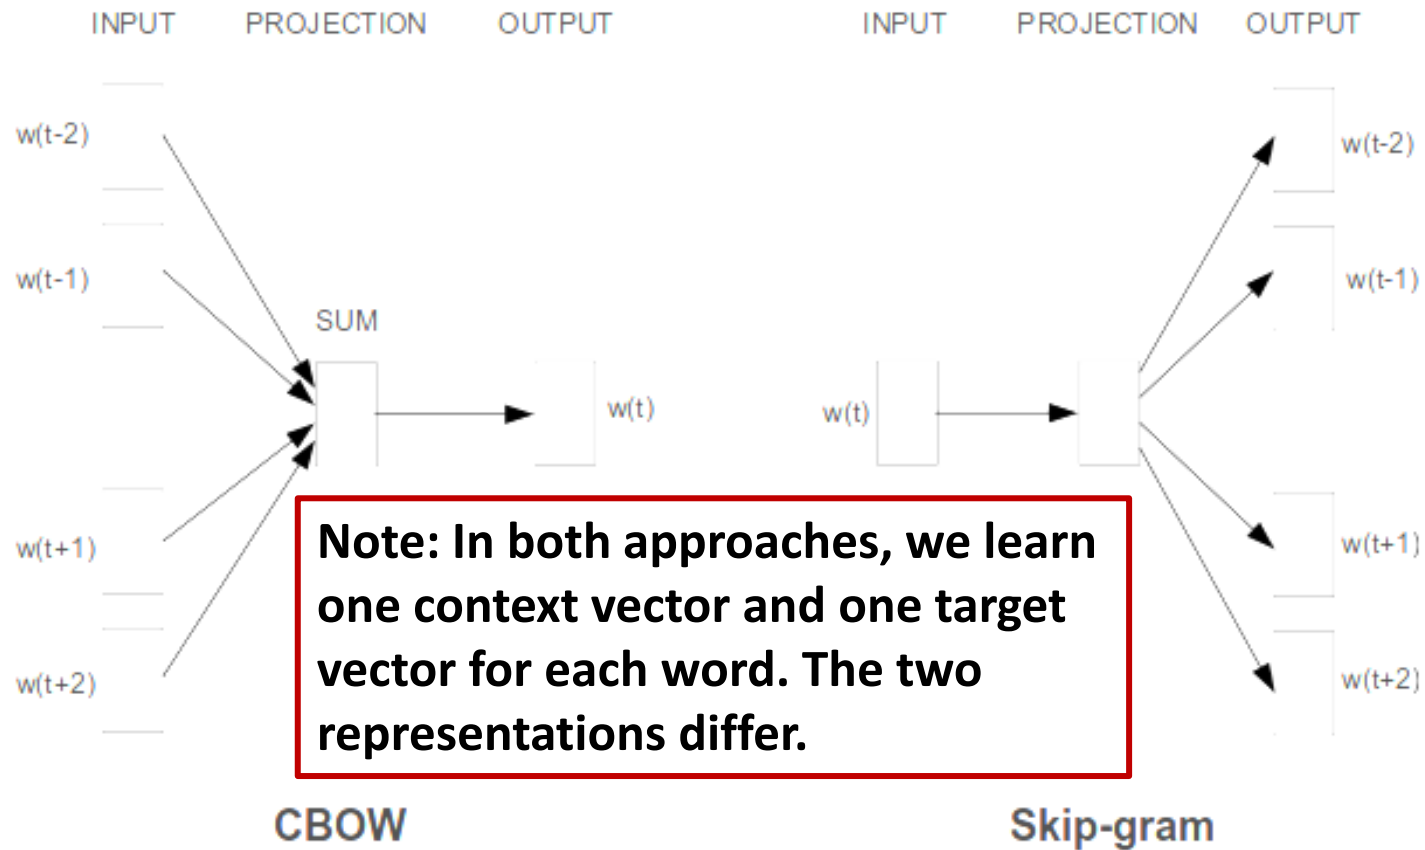 INPUT PROJECTION OUTPUT
w(t-2)
w(t-1)
SUM
w(t)
w(t+1)
w(t+2)
CBOW
INPUT PROJECTION OUTPUT
w(t-2)
w(t-1)
w(t)
w(t+1)
w(t+2)
Skip-gram
Note: In both approaches, we learn
one context vector and one target
vector for each word. The two
representations differ.